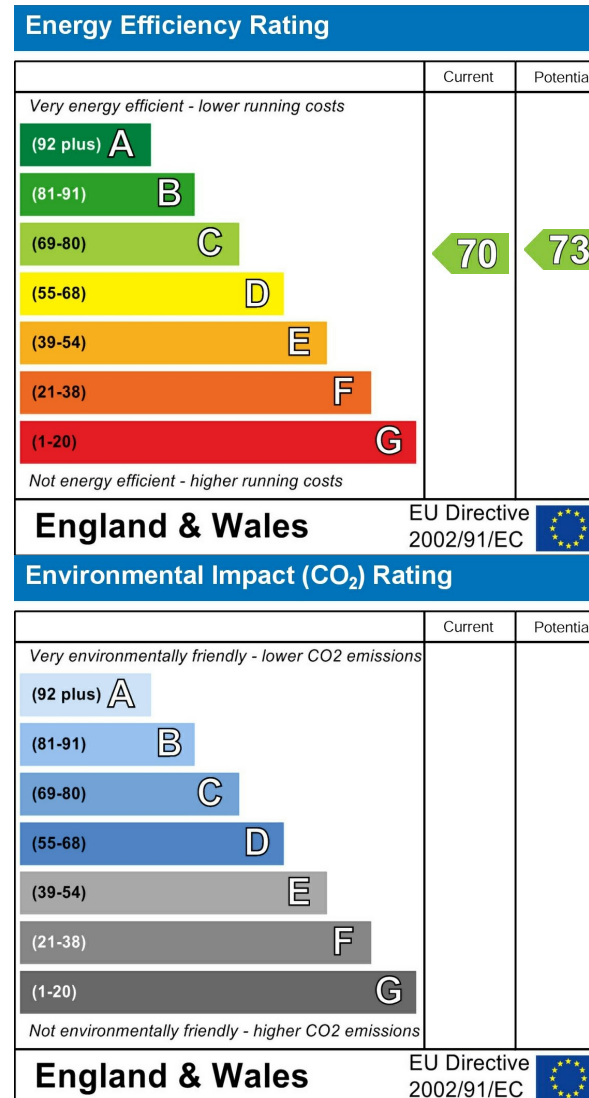 Energy Efficiency Rating
Current Potentia
Very energy efficient - lower running costs
(92 plus) A
(81-91) B
(69-80) C
70 73
(55-68) D
(39-54) E
(21-38) F
(1-20) G
Not energy efficient - higher running costs
England & Wales
EU Directive
2002/91/EC
Environmental Impact (CO₂) Rating
Current Potentia
Very environmentally friendly - lower CO2 emissions
(92 plus) A
(81-91) B
(69-80) C
(55-68) D
(39-54) E
(21-38) F
(1-20) G
Not environmentally friendly - higher CO2 emissions
England & Wales
EU Directive
2002/91/EC